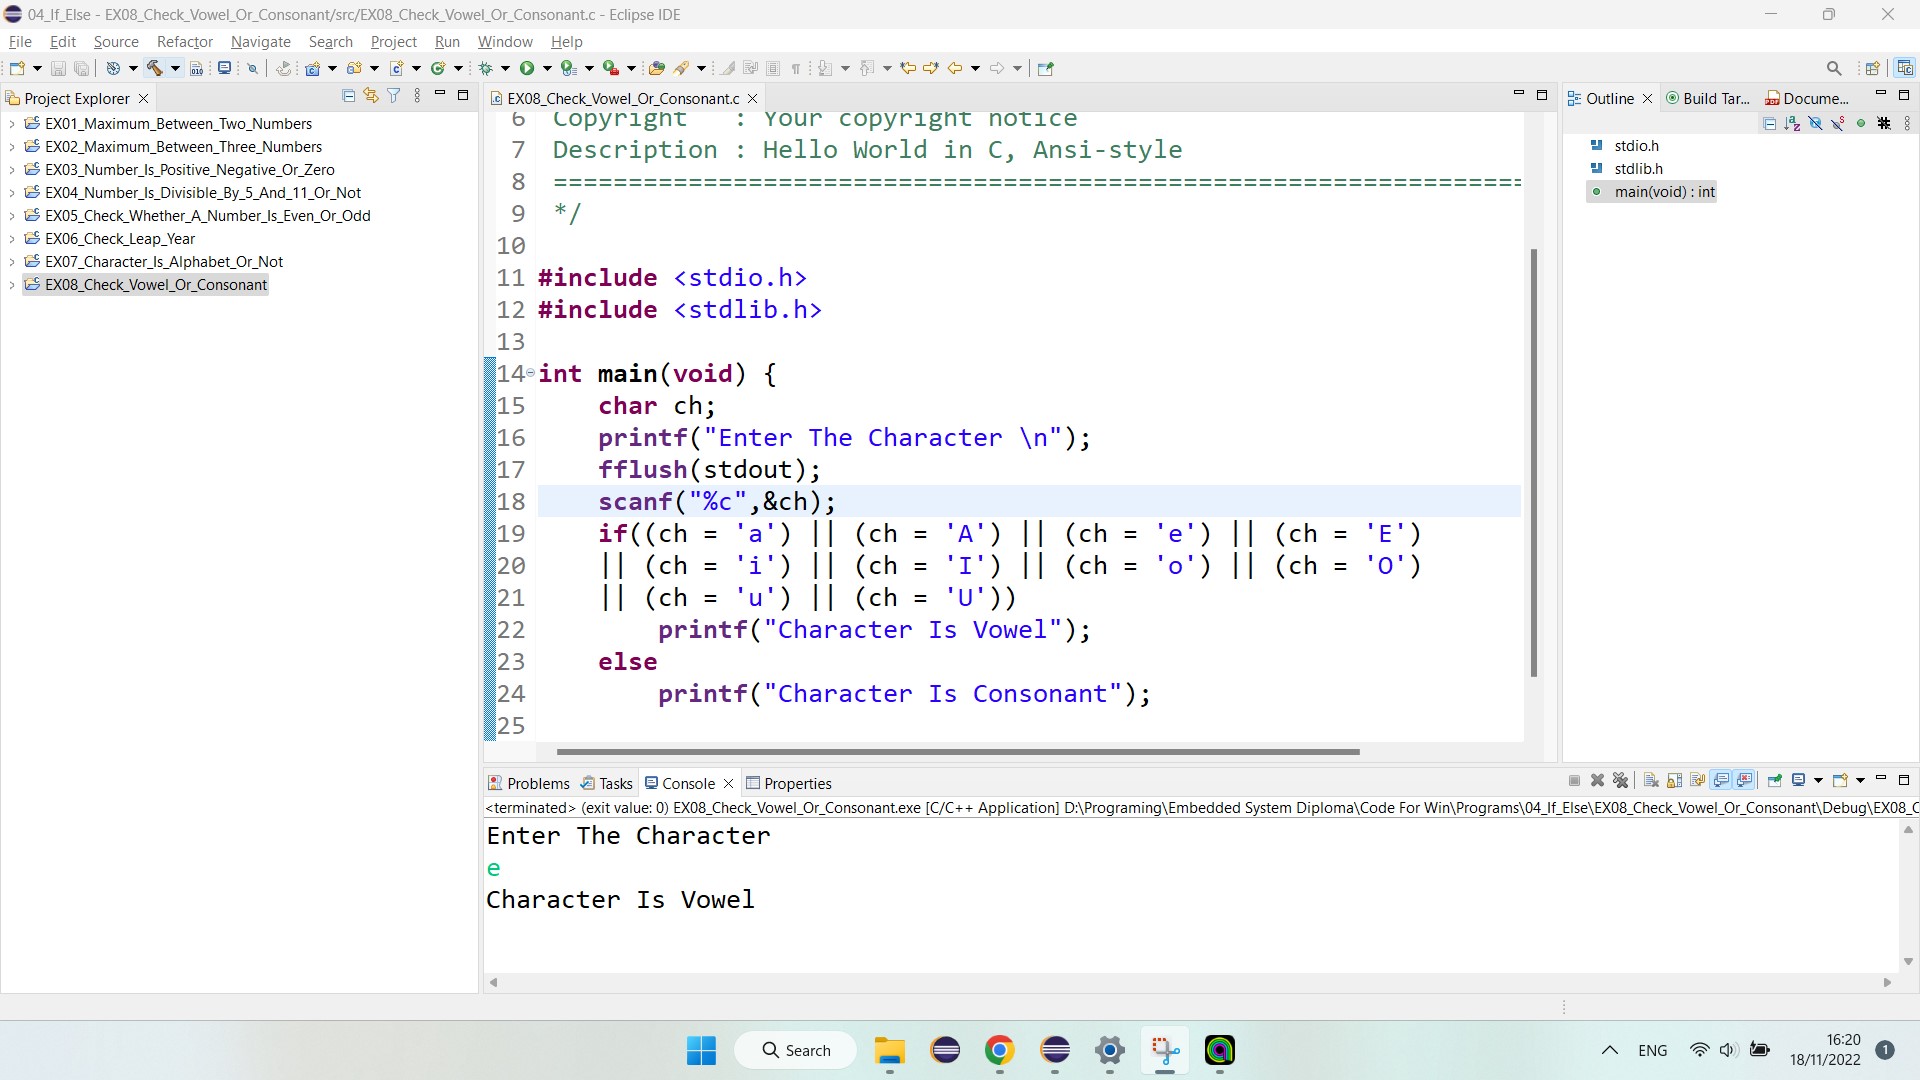 04_If_Else - EX08_Check_Vowel_Or_Consonant/src/EX08_Check_Vowel_Or_Consonant.c - Eclipse IDE
File Edit Source Refactor Navigate Search Project Run Window Help
Project Explorer
EX01_Maximum_Between_Two_Numbers
EX02_Maximum_Between_Three_Numbers
EX03_Number_Is_Positive_Negative_Or_Zero
EX04_Number_Is_Divisible_By_5_And_11_Or_Not
EX05_Check_Whether_A_Number_Is_Even_Or_Odd
EX06_Check_Leap_Year
EX07_Character_Is_Alphabet_Or_Not
EX08_Check_Vowel_Or_Consonant
EX08_Check_Vowel_Or_Consonant.c
6 Copyright   : Your copyright notice
7 Description : Hello World in C, Ansi-style
8 ================================================================
9 */
10
11 #include <stdio.h>
12 #include <stdlib.h>
13
14 int main(void) {
15     char ch;
16     printf("Enter The Character \n");
17     fflush(stdout);
18     scanf("%c",&ch);
19     if((ch = 'a') || (ch = 'A') || (ch = 'e') || (ch = 'E')
20     || (ch = 'i') || (ch = 'I') || (ch = 'o') || (ch = 'O')
21     || (ch = 'u') || (ch = 'U'))
22         printf("Character Is Vowel");
23     else
24         printf("Character Is Consonant");
25
Outline Build Tar... Docume...
stdio.h
stdlib.h
main(void) : int
Problems Tasks Console Properties
<terminated> (exit value: 0) EX08_Check_Vowel_Or_Consonant.exe [C/C++ Application] D:\Programing\Embedded System Diploma\Code For Win\Programs\04_If_Else\EX08_Check_Vowel_Or_Consonant\Debug\EX08_C
Enter The Character
e
Character Is Vowel
Search
ENG
16:20
18/11/2022
1